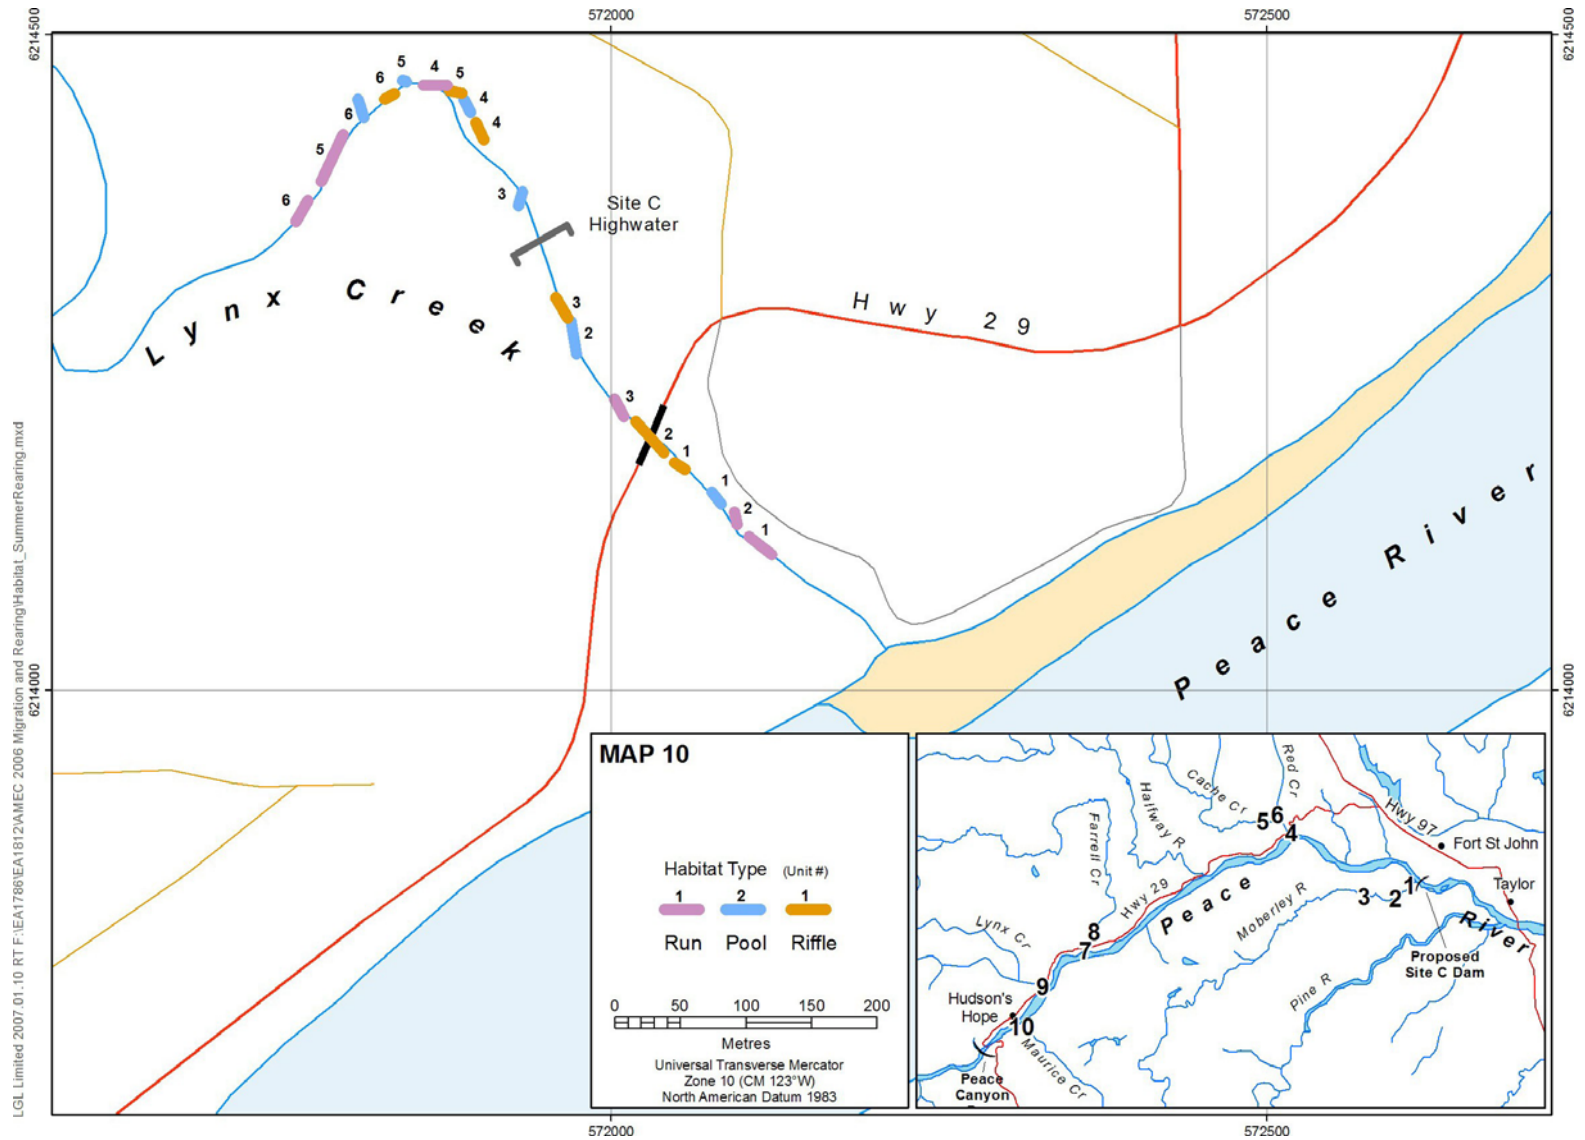 572000
572500
6214500
6214500
5
4
5
6
4
6
4
5
3
6
Site C
Highwater
Lynx Creek
3
2
Hwy 29
3
2
1
1
2
1
Peace River
6214000
6214000
LGL Limited 2007.01.10 RT F:\EA1786\EA1812\AMEC 2006 Migration and Rearing\Habitat_SummerRearing.mxd
MAP 10
Habitat Type (Unit #)
1 2 1
Run Pool Riffle
0 50 100 150 200
Metres
Universal Transverse Mercator
Zone 10 (CM 123°W)
North American Datum 1983
Red Cr
Cache Cr
Halfway R
Farrell Cr
Hwy 97
5 6
4
Fort St John
Taylor
Hwy 29
Peace
River
Moberley R
3 2 1
Lynx Cr
8
7
Proposed
Site C Dam
Pine R
9
Hudson's
Hope
10
Maurice Cr
Peace
Canyon
572000
572500